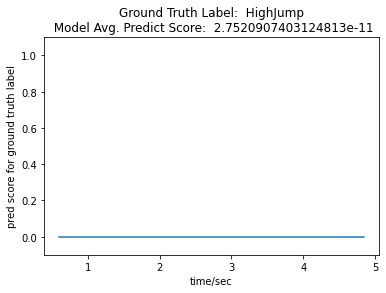 Ground Truth Label:  HighJump
Model Avg. Predict Score:  2.7520907403124813e-11
pred score for ground truth label
1.0
0.8
0.6
0.4
0.2
0.0
1 2 3 4 5
time/sec